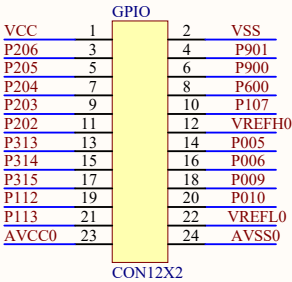 GPIO
VCC 1 2 VSS
P206 3 4 P901
P205 5 6 P900
P204 7 8 P600
P203 9 10 P107
P202 11 12 VREFH0
P313 13 14 P005
P314 15 16 P006
P315 17 18 P009
P112 19 20 P010
P113 21 22 VREFL0
AVCC0 23 24 AVSS0
CON12X2